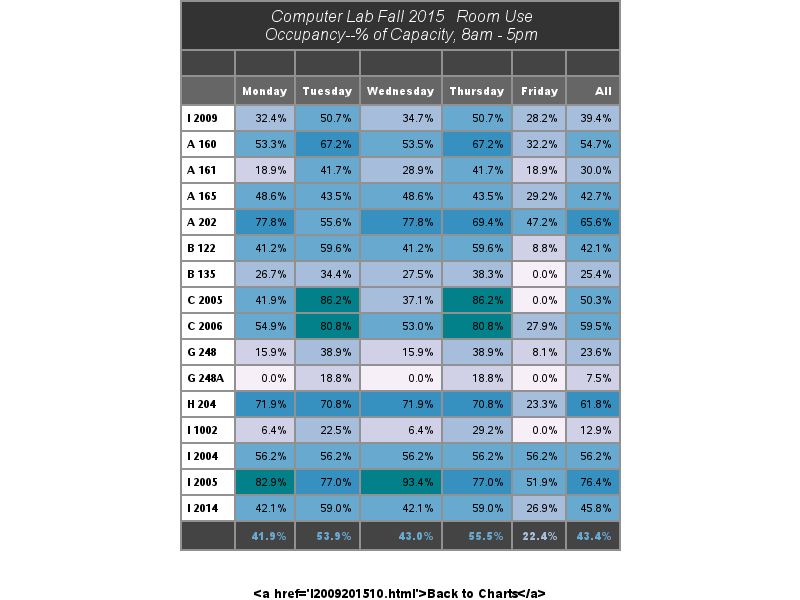 Computer Lab Fall 2015 Room Use
Occupancy--% of Capacity, 8am - 5pm
Monday Tuesday Wednesday Thursday Friday All
I 2009 32.4% 50.7% 34.7% 50.7% 28.2% 39.4%
A 160 53.3% 67.2% 53.5% 67.2% 32.2% 54.7%
A 161 18.9% 41.7% 28.9% 41.7% 18.9% 30.0%
A 165 48.6% 43.5% 48.6% 43.5% 29.2% 42.7%
A 202 77.8% 55.6% 77.8% 69.4% 47.2% 65.6%
B 122 41.2% 59.6% 41.2% 59.6% 8.8% 42.1%
B 135 26.7% 34.4% 27.5% 38.3% 0.0% 25.4%
C 2005 41.9% 86.2% 37.1% 86.2% 0.0% 50.3%
C 2006 54.9% 80.8% 53.0% 80.8% 27.9% 59.5%
G 248 15.9% 38.9% 15.9% 38.9% 8.1% 23.6%
G 248A 0.0% 18.8% 0.0% 18.8% 0.0% 7.5%
H 204 71.9% 70.8% 71.9% 70.8% 23.3% 61.8%
I 1002 6.4% 22.5% 6.4% 29.2% 0.0% 12.9%
I 2004 56.2% 56.2% 56.2% 56.2% 56.2% 56.2%
I 2005 82.9% 77.0% 93.4% 77.0% 51.9% 76.4%
I 2014 42.1% 59.0% 42.1% 59.0% 26.9% 45.8%
41.9% 53.9% 43.0% 55.5% 22.4% 43.4%
<a href='I2009201510.html'>Back to Charts</a>